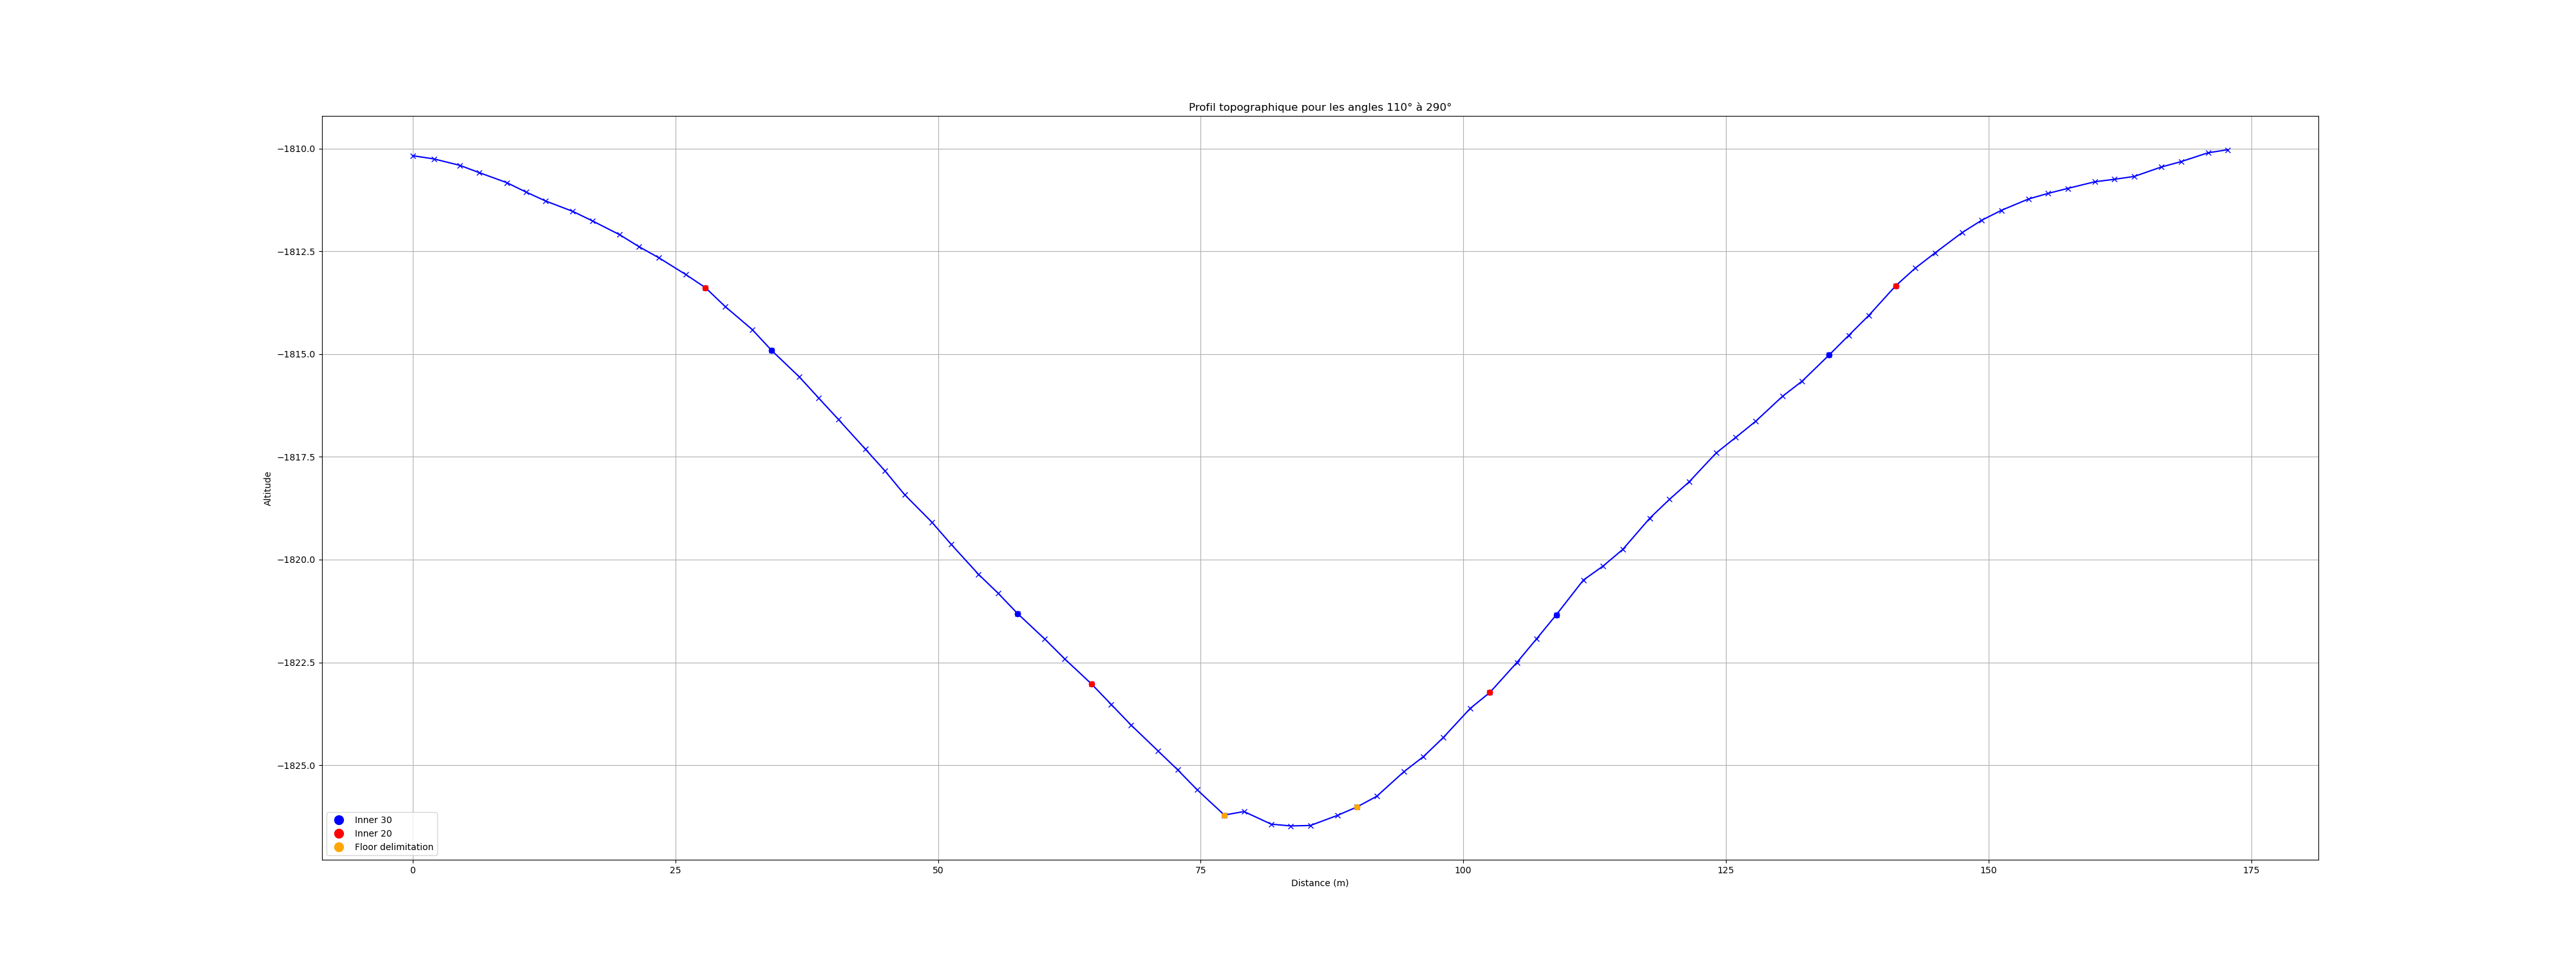 Profil topographique pour les angles 110° à 290°
−1810.0
−1812.5
−1815.0
−1817.5
−1820.0
−1822.5
−1825.0
Altitude
Inner 30
Inner 20
Floor delimitation
0 25 50 75 100 125 150 175
Distance (m)